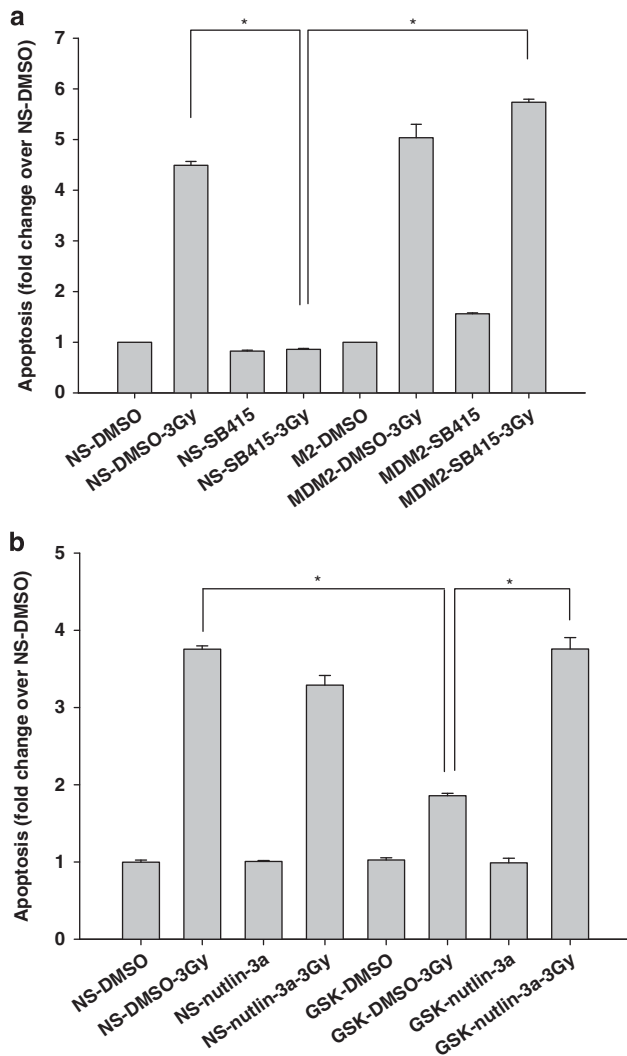 a
Apoptosis (fold change over NS-DMSO)
7
6
5
4
3
2
1
0
*
*
NS-DMSO
NS-DMSO-3Gy
NS-SB415
NS-SB415-3Gy
M2-DMSO
MDM2-DMSO-3Gy
MDM2-SB415
MDM2-SB415-3Gy
b
Apoptosis (fold change over NS-DMSO)
5
4
3
2
1
0
*
*
NS-DMSO
NS-DMSO-3Gy
NS-nutlin-3a
NS-nutlin-3a-3Gy
GSK-DMSO
GSK-DMSO-3Gy
GSK-nutlin-3a
GSK-nutlin-3a-3Gy